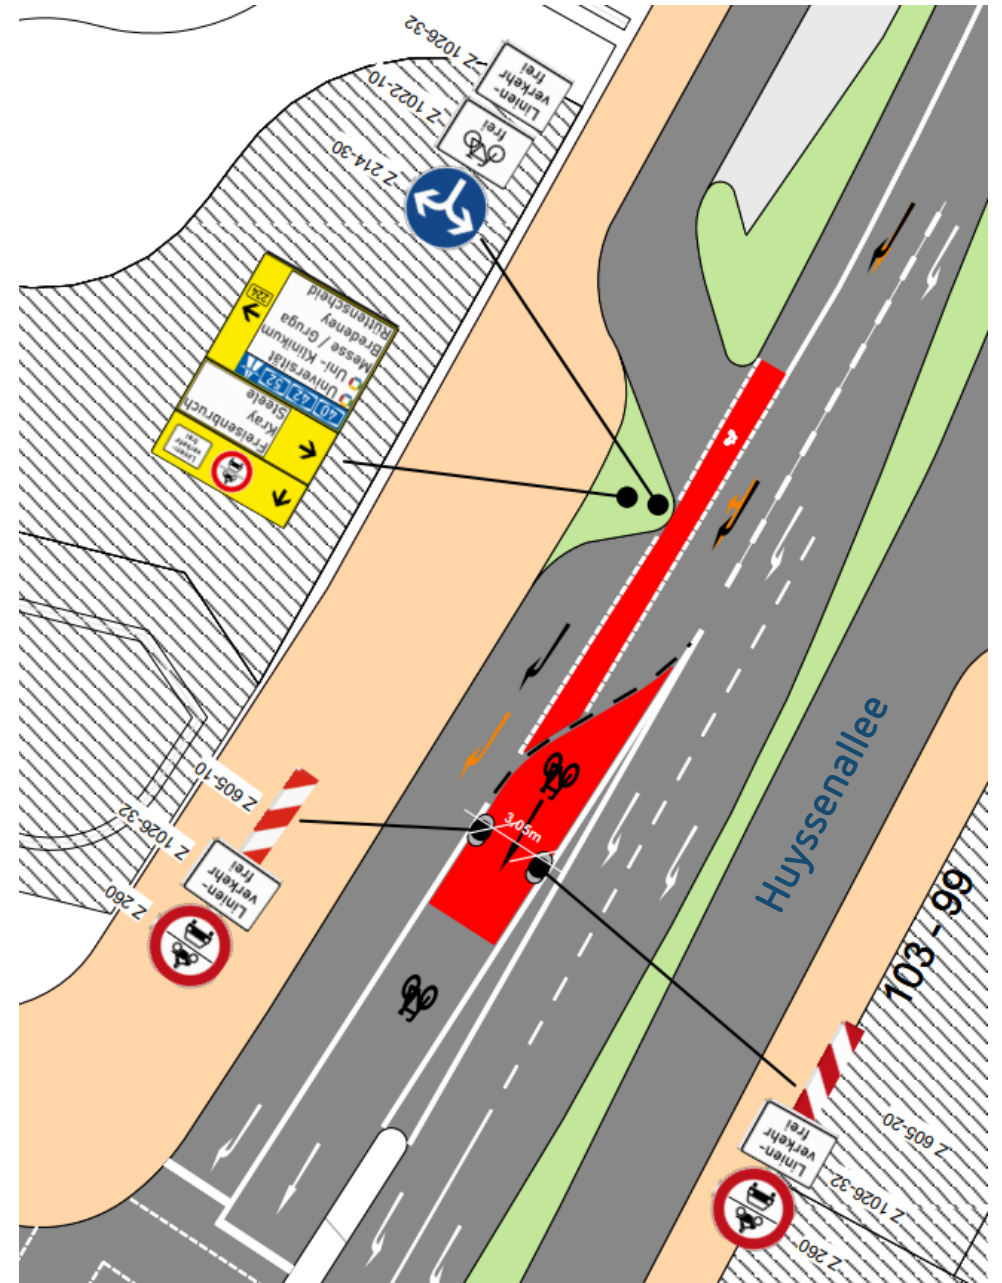 Z 1026-32
Linien-
verkehr
frei
Z 1022-10
frei
Z 214-30
224
Rüttenscheid
Bredeney
Messe / Gruga
Uni- Klinikum
Universität
40 42 52
Steele
Kray
Freisenbruch
Linien-
verkehr
frei
Z 605-10
Z 1026-32
Linien-
verkehr
frei
Z 260
3,05m
Huyssenallee
103 - 99
Z 605-20
Linien-
verkehr
frei
Z 1026-32
Z 260